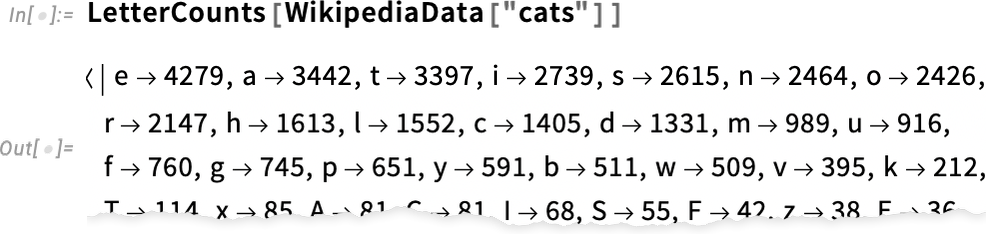 In[●]:= LetterCounts[WikipediaData["cats"]]
⟨| e → 4279, a → 3442, t → 3397, i → 2739, s → 2615, n → 2464, o → 2426,
r → 2147, h → 1613, l → 1552, c → 1405, d → 1331, m → 989, u → 916,
Out[●]=
f → 760, g → 745, p → 651, y → 591, b → 511, w → 509, v → 395, k → 212,
T → 114, x → 85, A → 81, C → 81, I → 68, S → 55, F → 42, z → 38, E → 36